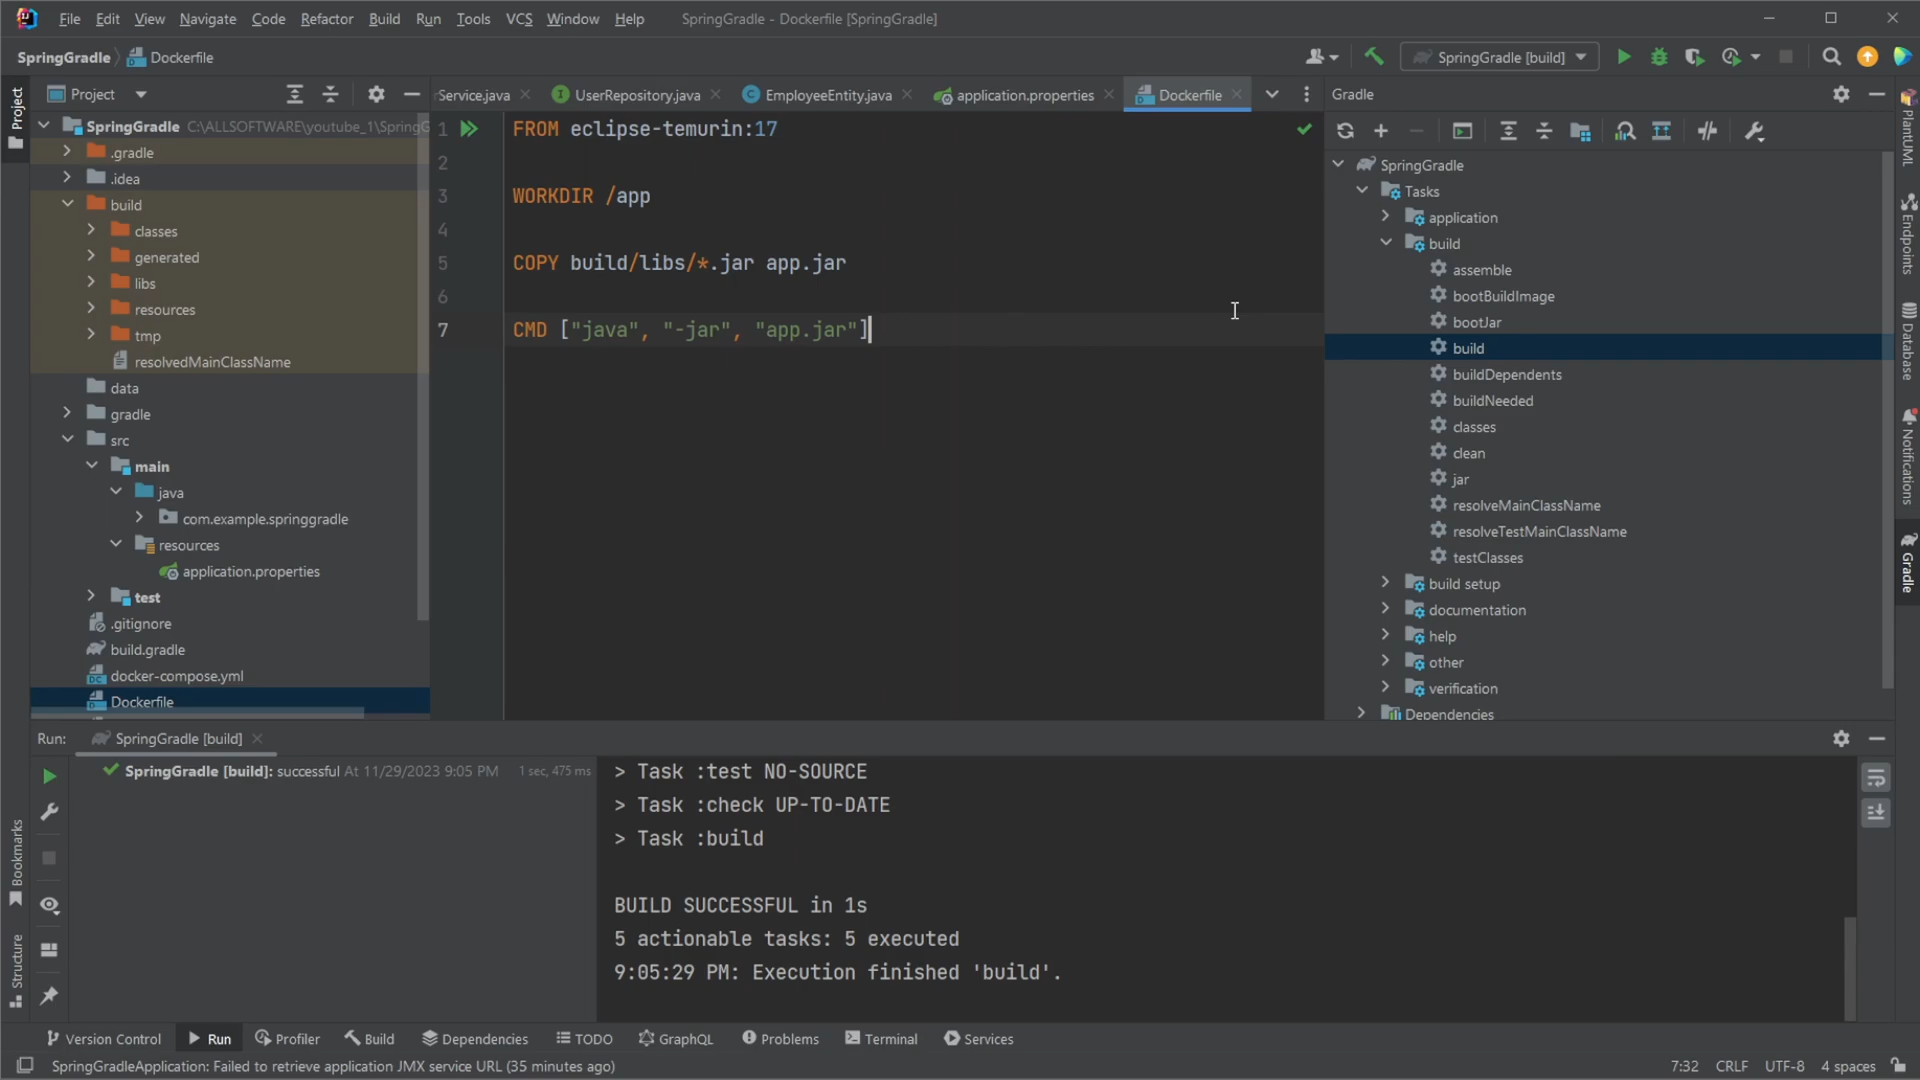 File Edit View Navigate Code Refactor Build Run Tools VCS Window Help SpringGradle - Dockerfile [SpringGradle]
SpringGradle Dockerfile SpringGradle [build]
Project
Service.java UserRepository.java EmployeeEntity.java application.properties Dockerfile
Gradle
Project
SpringGradle C:\ALLSOFTWARE\youtube_1\SpringG
.gradle
.idea
build
classes
generated
libs
resources
tmp
resolvedMainClassName
data
gradle
src
main
java
com.example.springgradle
resources
application.properties
test
.gitignore
build.gradle
docker-compose.yml
Dockerfile
1 FROM eclipse-temurin:17
2
3 WORKDIR /app
4
5 COPY build/libs/*.jar app.jar
6
7 CMD ["java", "-jar", "app.jar"]
SpringGradle
Tasks
application
build
assemble
bootBuildImage
bootJar
build
buildDependents
buildNeeded
classes
clean
jar
resolveMainClassName
resolveTestMainClassName
testClasses
build setup
documentation
help
other
verification
Dependencies
PlantUML
Endpoints
Database
Notifications
Gradle
Run: SpringGradle [build]
SpringGradle [build]: successful At 11/29/2023 9:05 PM 1 sec, 475 ms
> Task :test NO-SOURCE
> Task :check UP-TO-DATE
> Task :build
BUILD SUCCESSFUL in 1s
5 actionable tasks: 5 executed
9:05:29 PM: Execution finished 'build'.
Bookmarks
Structure
Version Control Run Profiler Build Dependencies TODO GraphQL Problems Terminal Services
SpringGradleApplication: Failed to retrieve application JMX service URL (35 minutes ago) 7:32 CRLF UTF-8 4 spaces